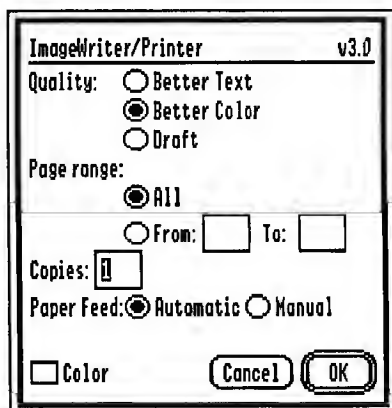 ImageWriter/Printer v3.0
Quality: Better Text
Better Color
Draft
Page range:
All
From: To:
Copies: 1
Paper Feed: Automatic Manual
Color Cancel OK